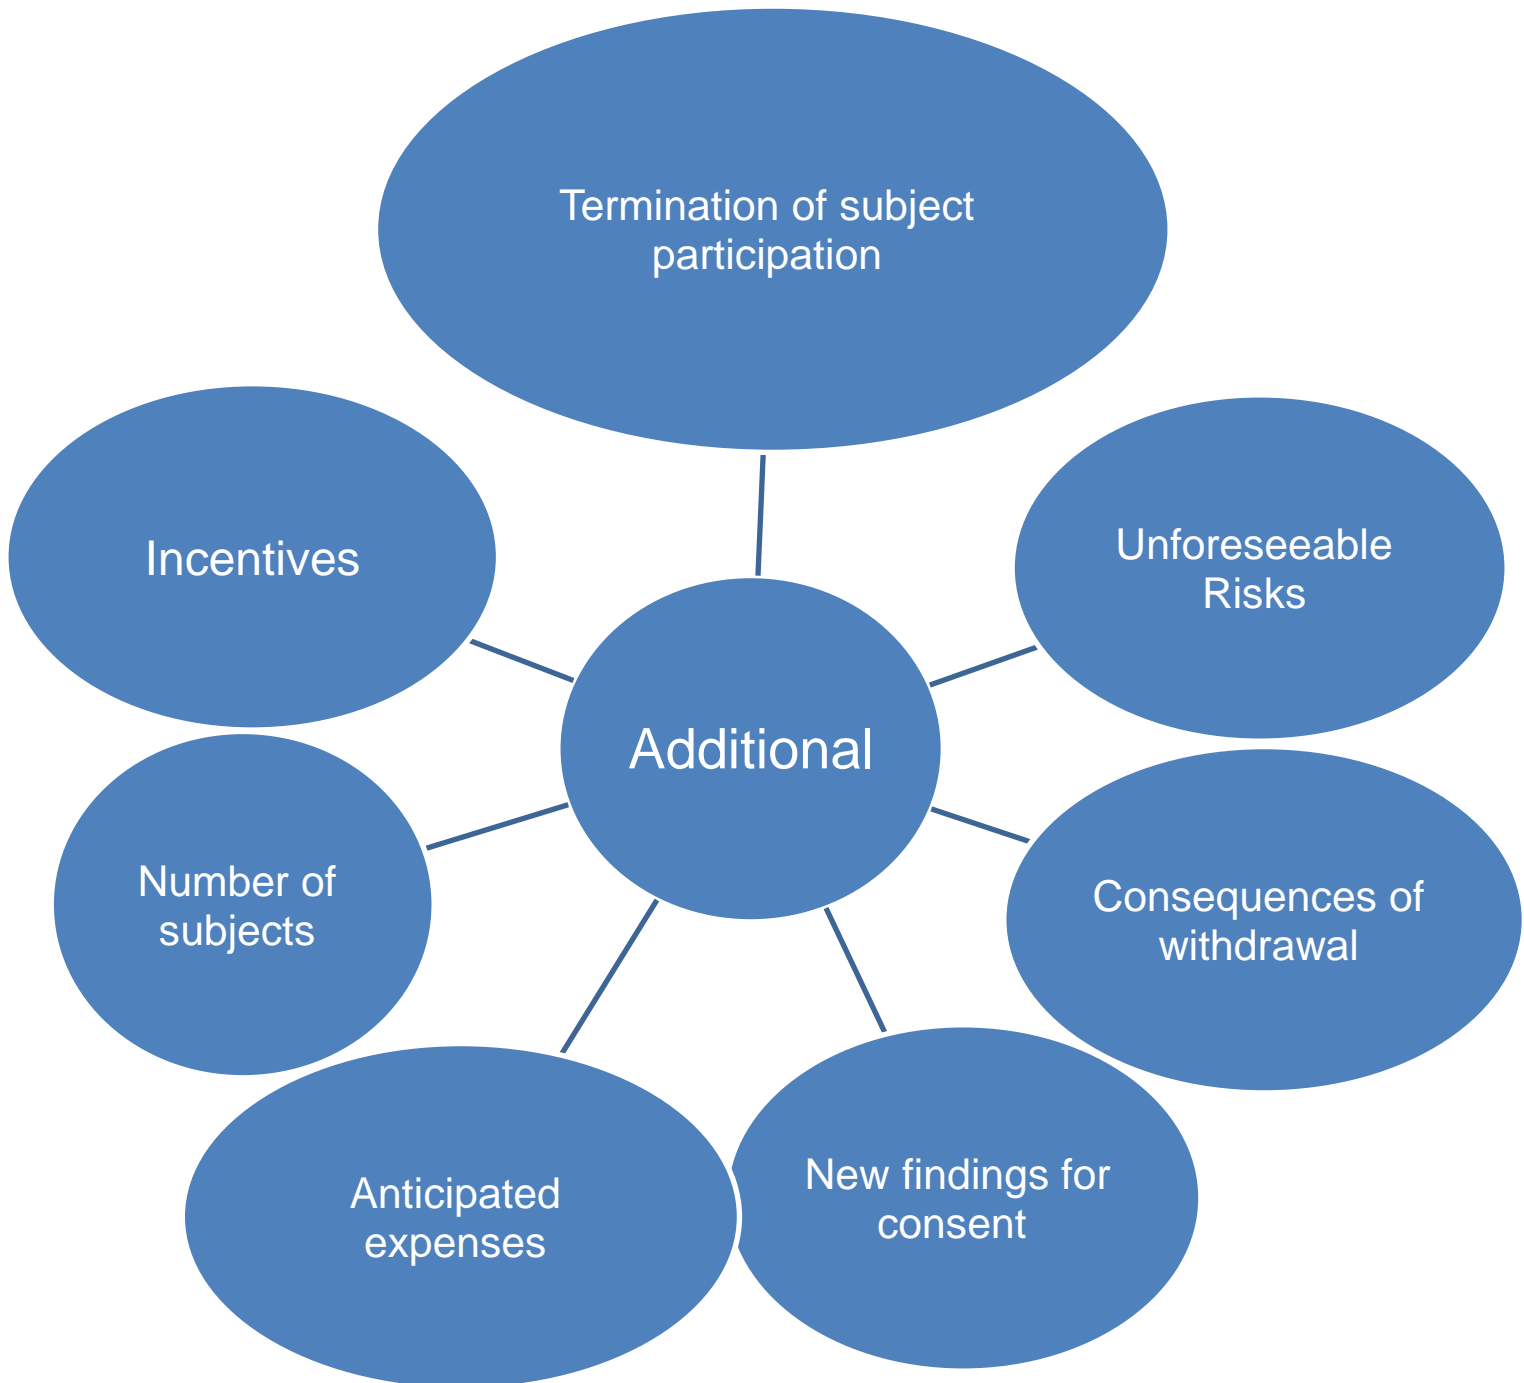 Termination of subject
participation
Incentives
Unforeseeable
Risks
Additional
Number of
subjects
Consequences of
withdrawal
Anticipated
expenses
New findings for
consent